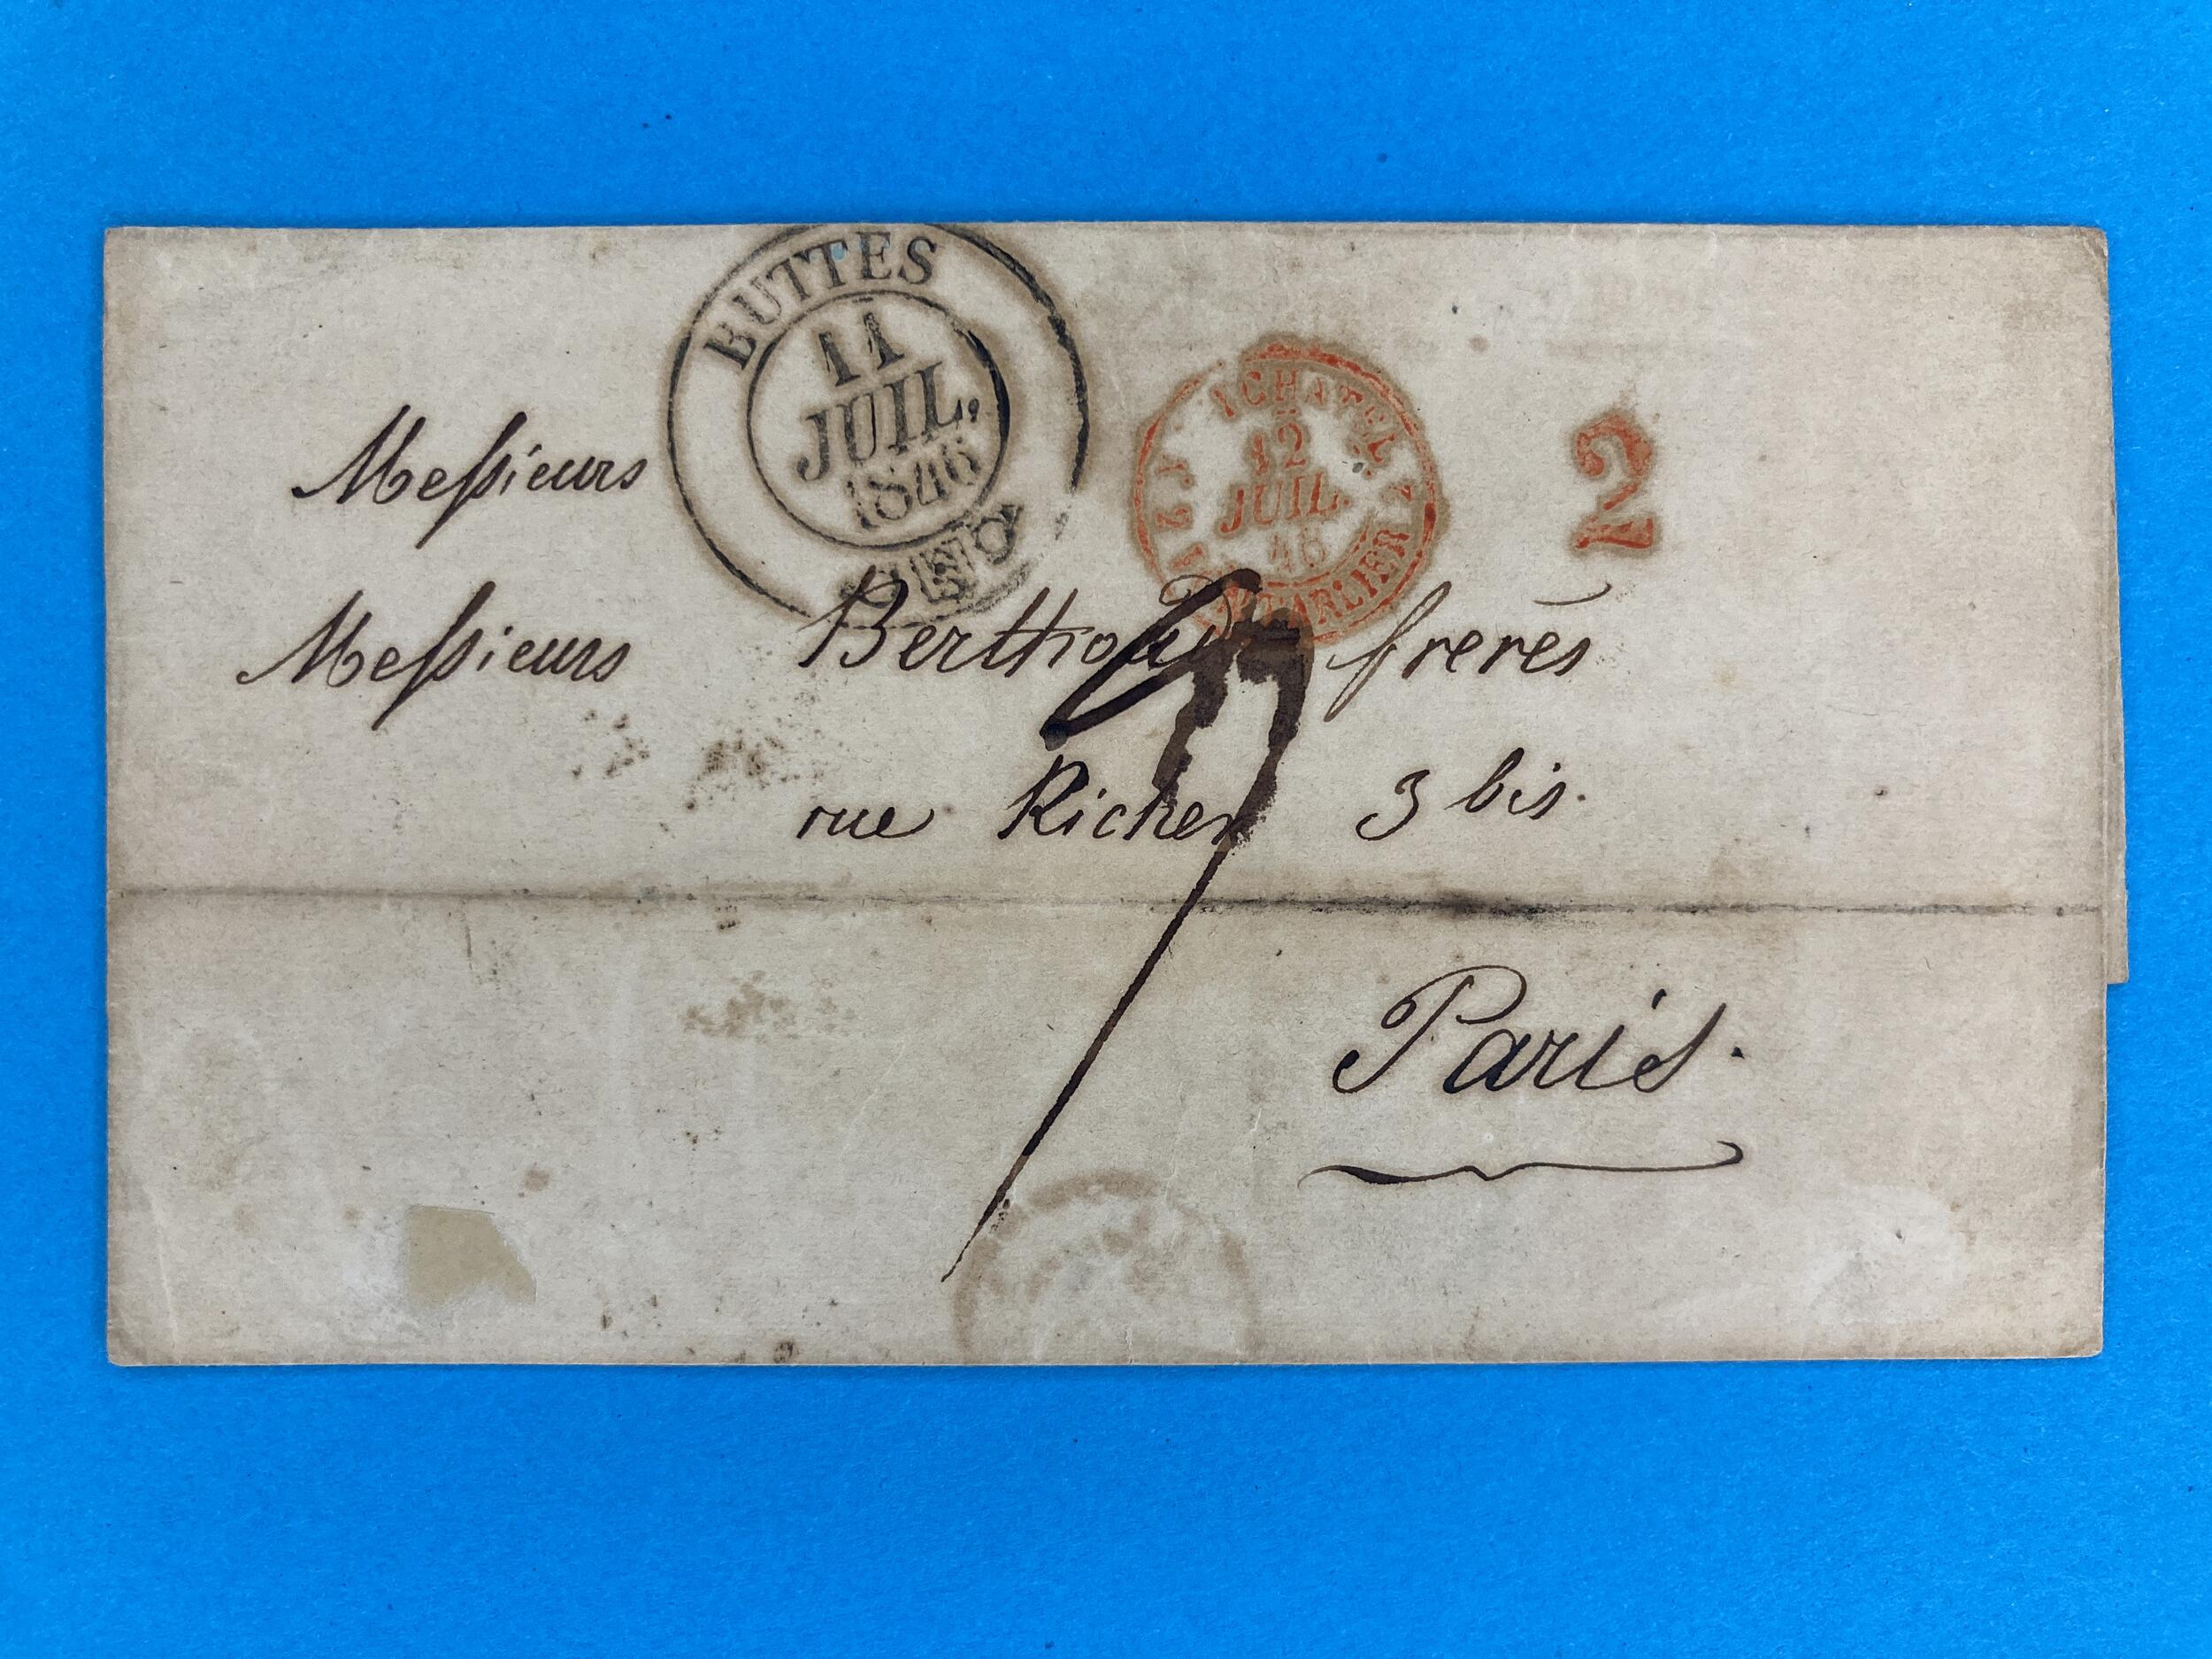 BUTTES
11
JUIL.
1846
12
JUIL.
46
2
Messieurs
Messieurs Berthoud frères
rue Richer 3 bis.
Paris.